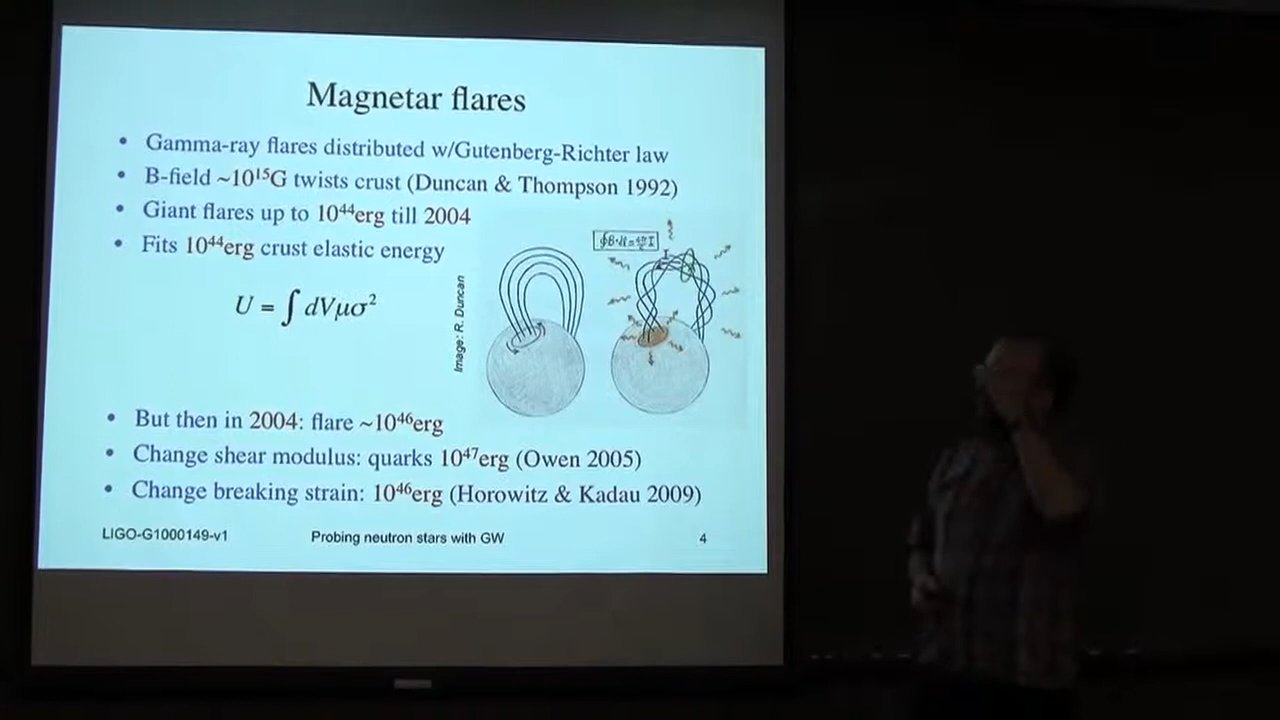 Magnetar flares
• Gamma-ray flares distributed w/Gutenberg-Richter law
• B-field ~10¹⁵G twists crust (Duncan & Thompson 1992)
• Giant flares up to 10⁴⁴erg till 2004
• Fits 10⁴⁴erg crust elastic energy
U = ∫ dVμσ²
Image: R. Duncan
• But then in 2004: flare ~10⁴⁶erg
• Change shear modulus: quarks 10⁴⁷erg (Owen 2005)
• Change breaking strain: 10⁴⁶erg (Horowitz & Kadau 2009)
LIGO-G1000149-v1 Probing neutron stars with GW 4